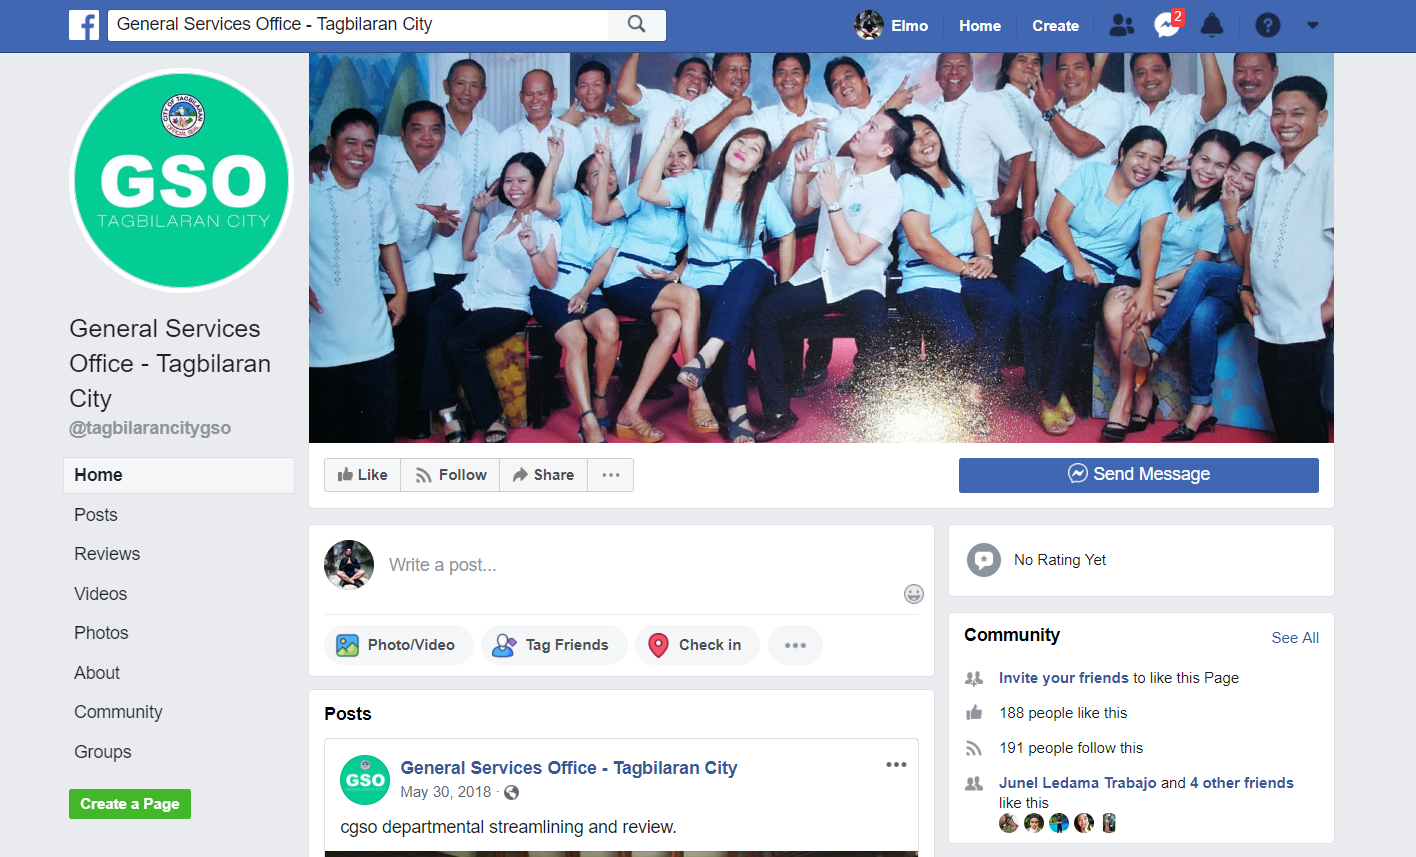 General Services Office - Tagbilaran City
Elmo
Home
Create
2
CITY OF TAGBILARAN
OFFICIAL SEAL
GSO
TAGBILARAN CITY
General Services
Office - Tagbilaran
City
@tagbilarancitygso
Home
Posts
Reviews
Videos
Photos
About
Community
Groups
Create a Page
Like
Follow
Share
Send Message
Write a post...
Photo/Video
Tag Friends
Check in
Posts
GSO
General Services Office - Tagbilaran City
May 30, 2018 ·
cgso departmental streamlining and review.
No Rating Yet
Community
See All
Invite your friends to like this Page
188 people like this
191 people follow this
Junel Ledama Trabajo and 4 other friends
like this